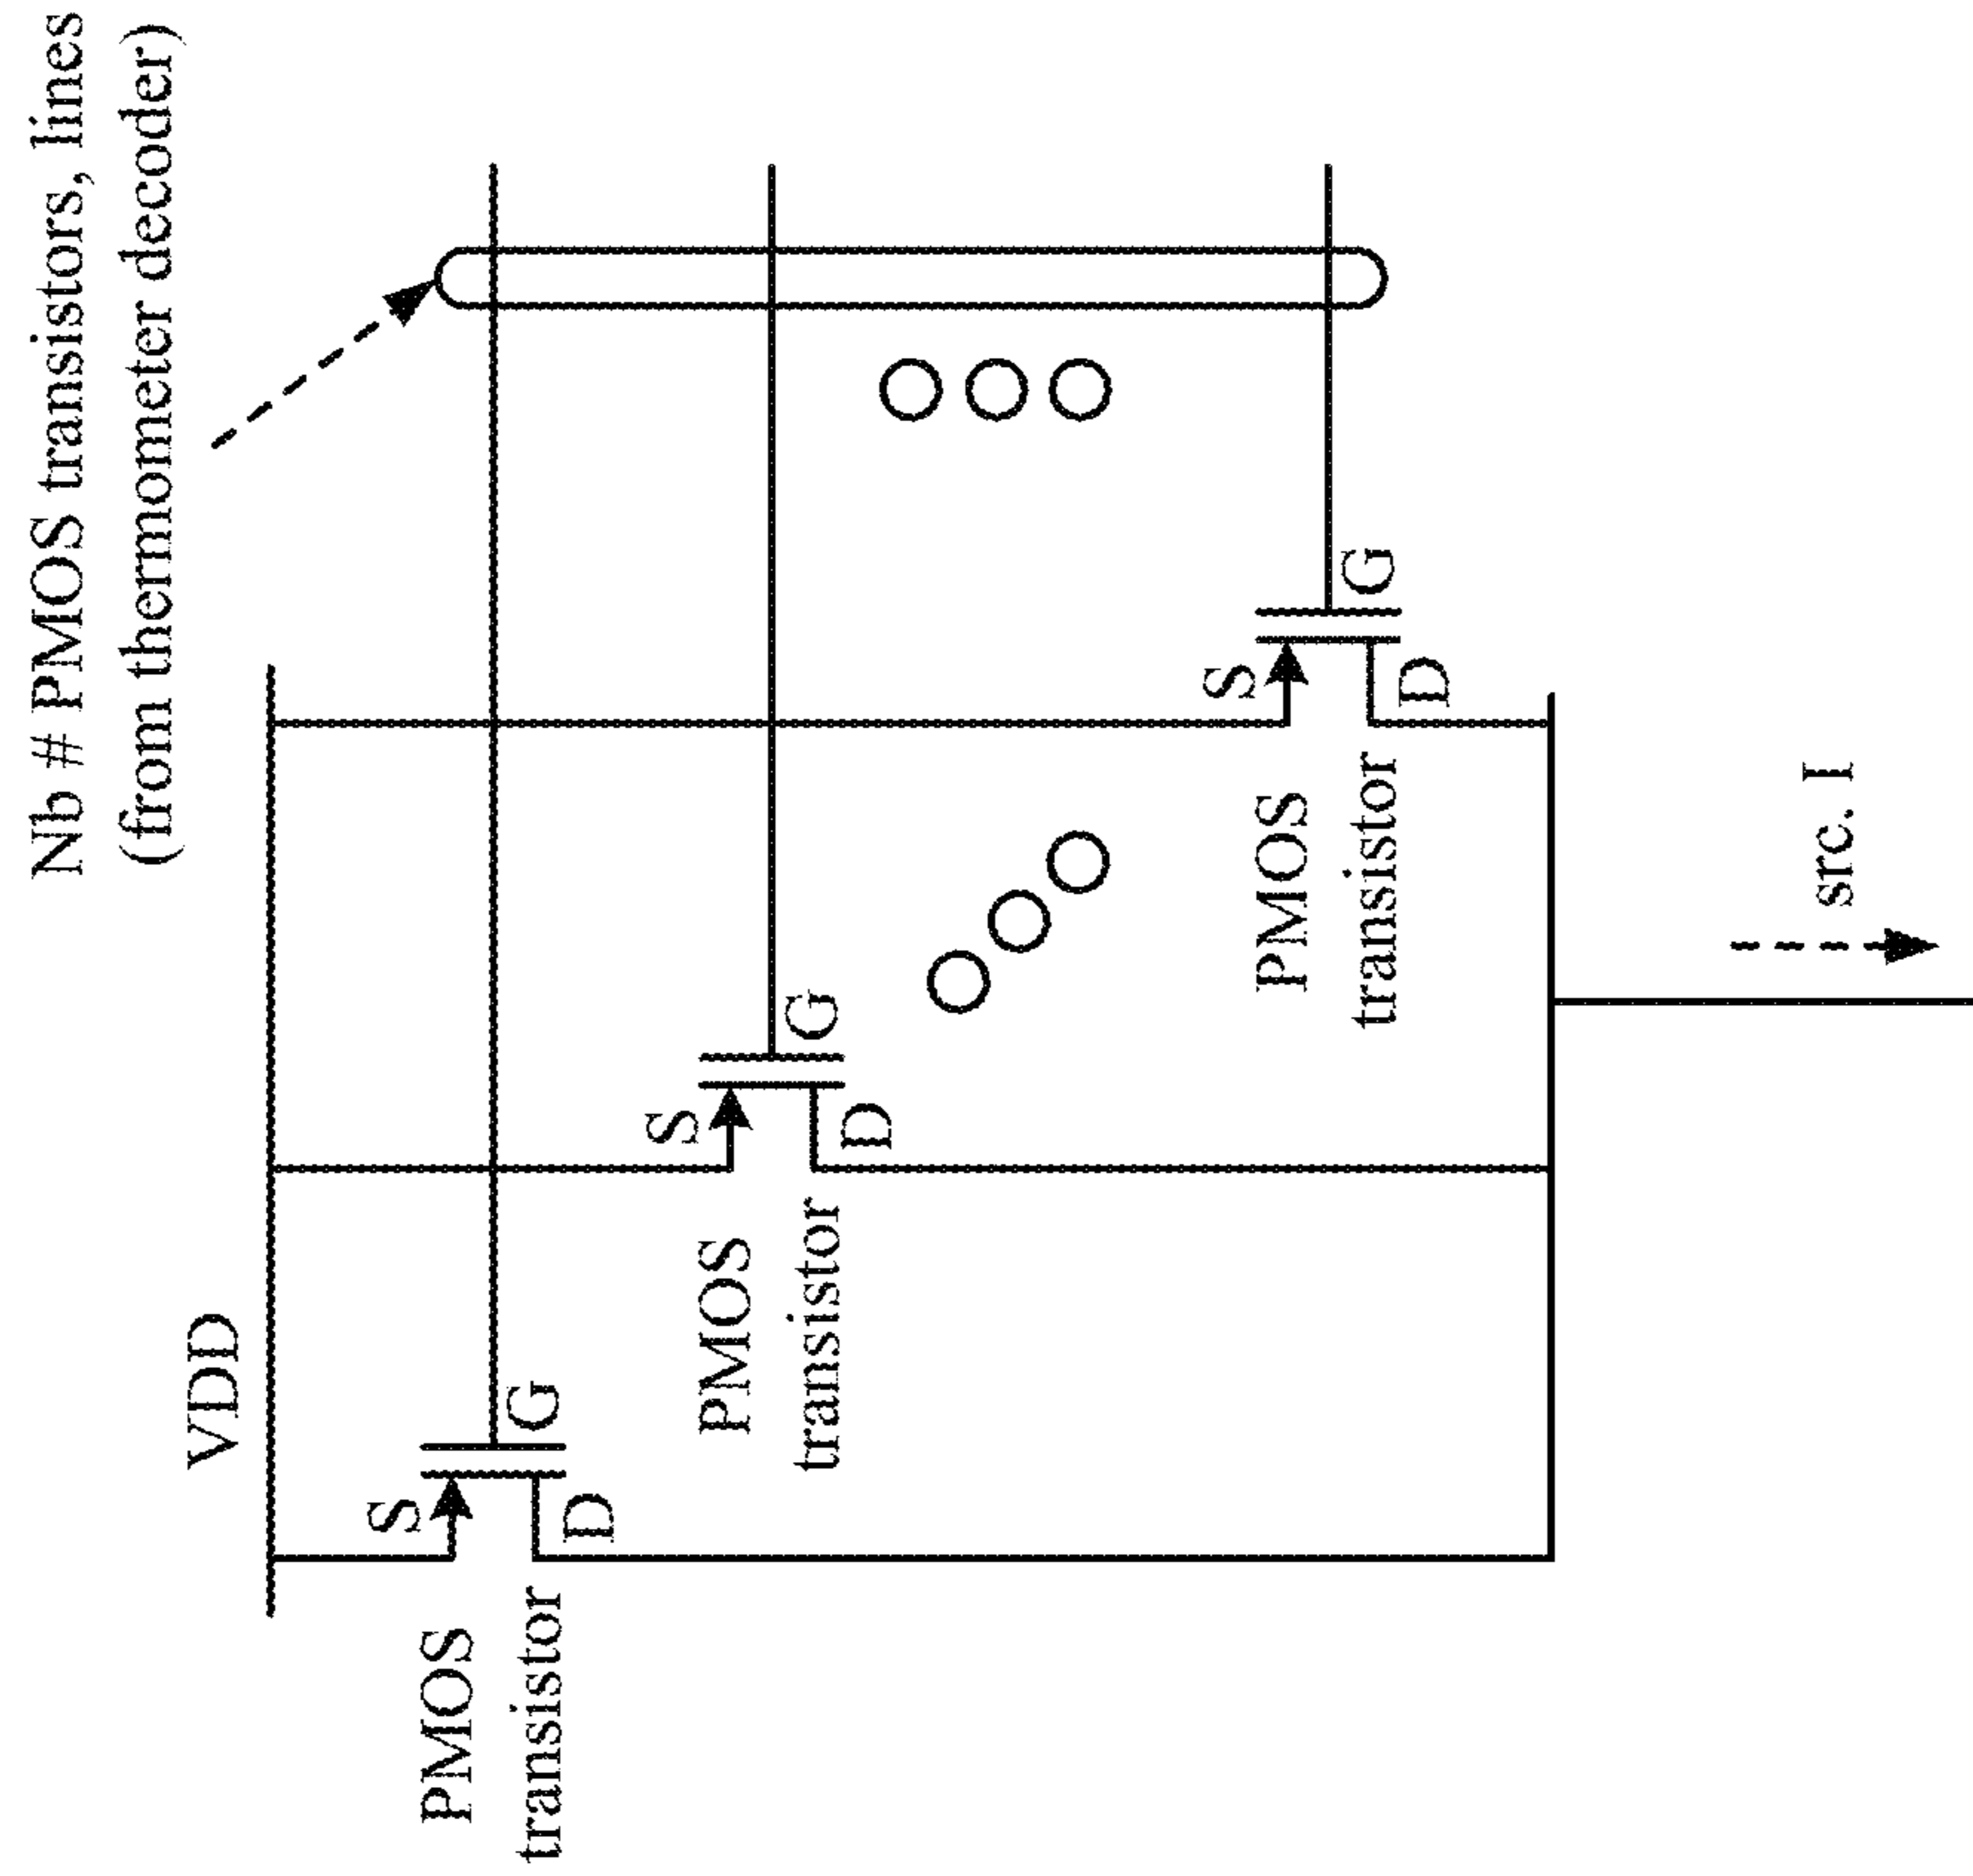 Nb # PMOS transistors, lines
(from thermometer decoder)
VDD
S
PMOS
transistor
G
D
S
PMOS
transistor
G
D
S
PMOS
transistor
G
D
src. I